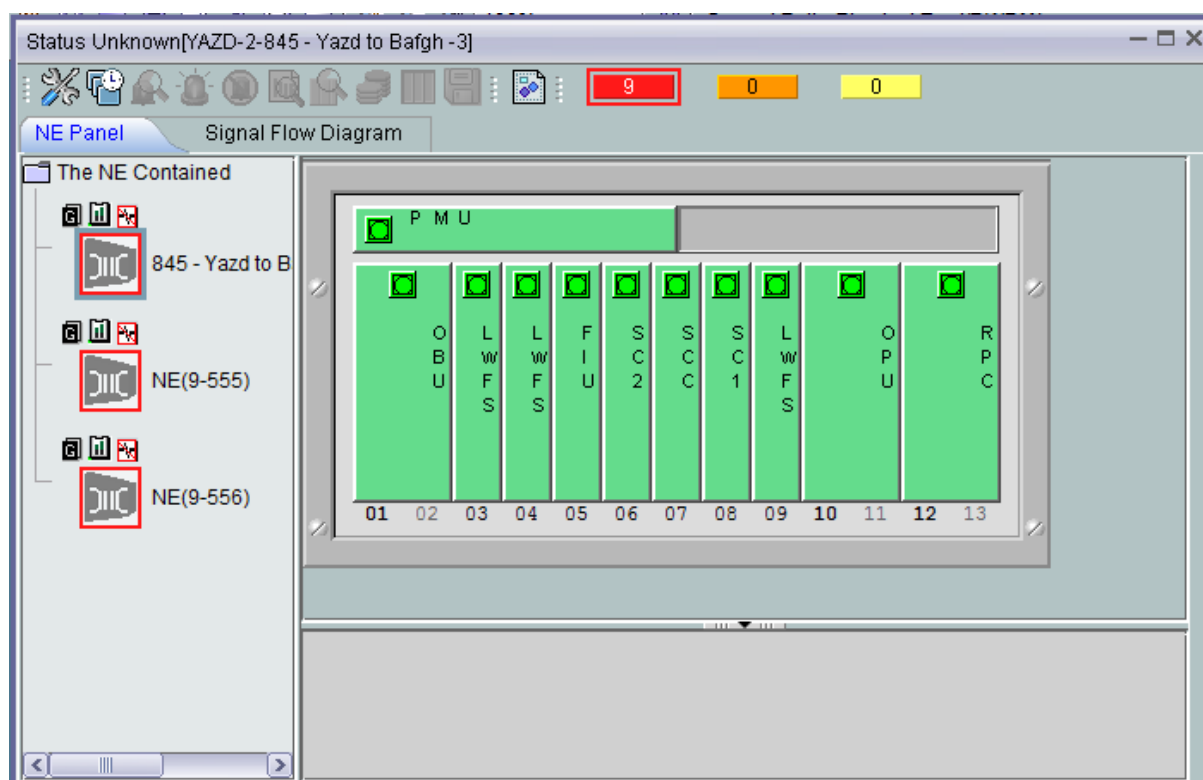 Status Unknown[YAZD-2-845 - Yazd to Bafgh -3]
9 0 0
NE Panel Signal Flow Diagram
The NE Contained
845 - Yazd to B
NE(9-555)
NE(9-556)
PMU
OBU LWFS LWFS FIU SC2 SCC SC1 LWFS OPU RPC
01 02 03 04 05 06 07 08 09 10 11 12 13